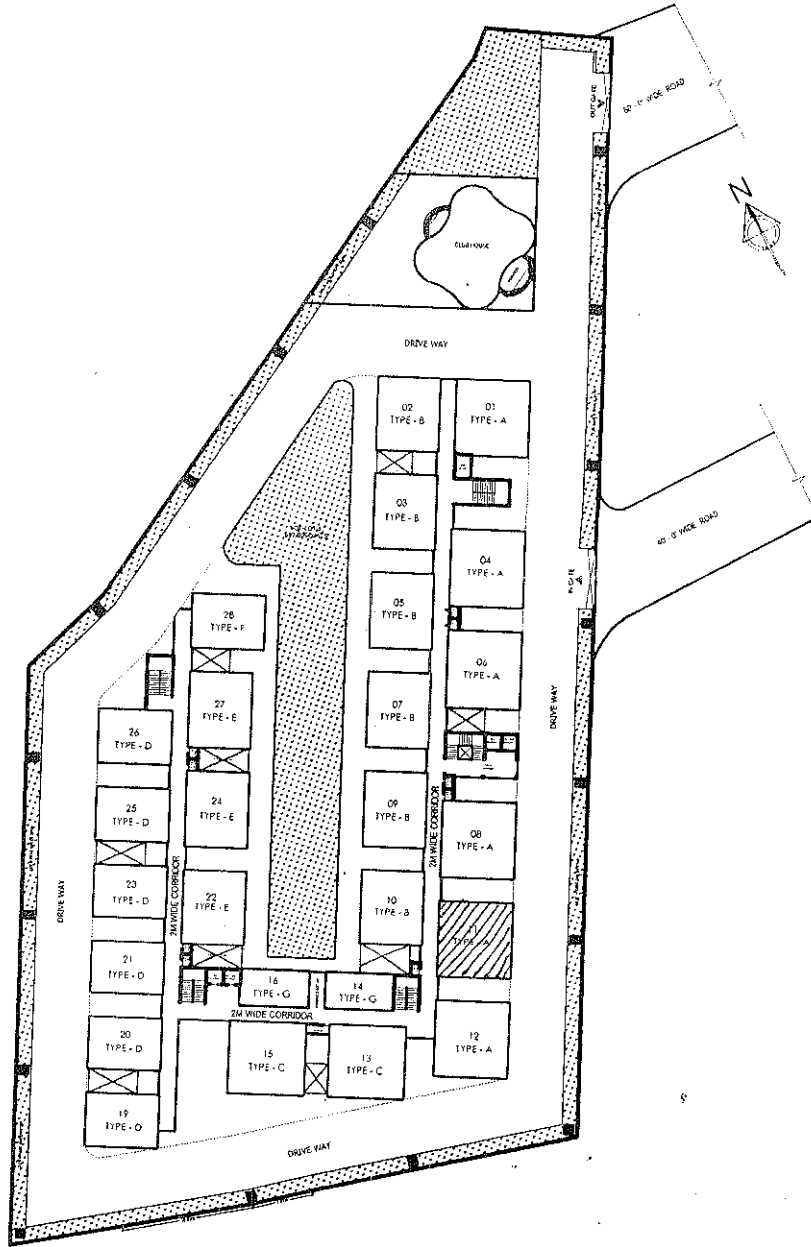 OUT GATE
60'-0" WIDE ROAD
N
CLUB HOUSE
DRIVE WAY
02
TYPE - B
01
TYPE - A
03
TYPE - B
04
TYPE - A
40'-0" WIDE ROAD
IN GATE
05
TYPE - B
28
TYPE - F
06
TYPE - A
27
TYPE - E
07
TYPE - B
DRIVE WAY
26
TYPE - D
25
TYPE - D
24
TYPE - E
09
TYPE - B
2M WIDE CORRIDOR
08
TYPE - A
DRIVE WAY
23
TYPE - D
2M WIDE CORRIDOR
22
TYPE - E
10
TYPE - B
11
TYPE - A
21
TYPE - D
16
TYPE - G
14
TYPE - G
2M WIDE CORRIDOR
20
TYPE - D
15
TYPE - C
13
TYPE - C
12
TYPE - A
19
TYPE - D
DRIVE WAY